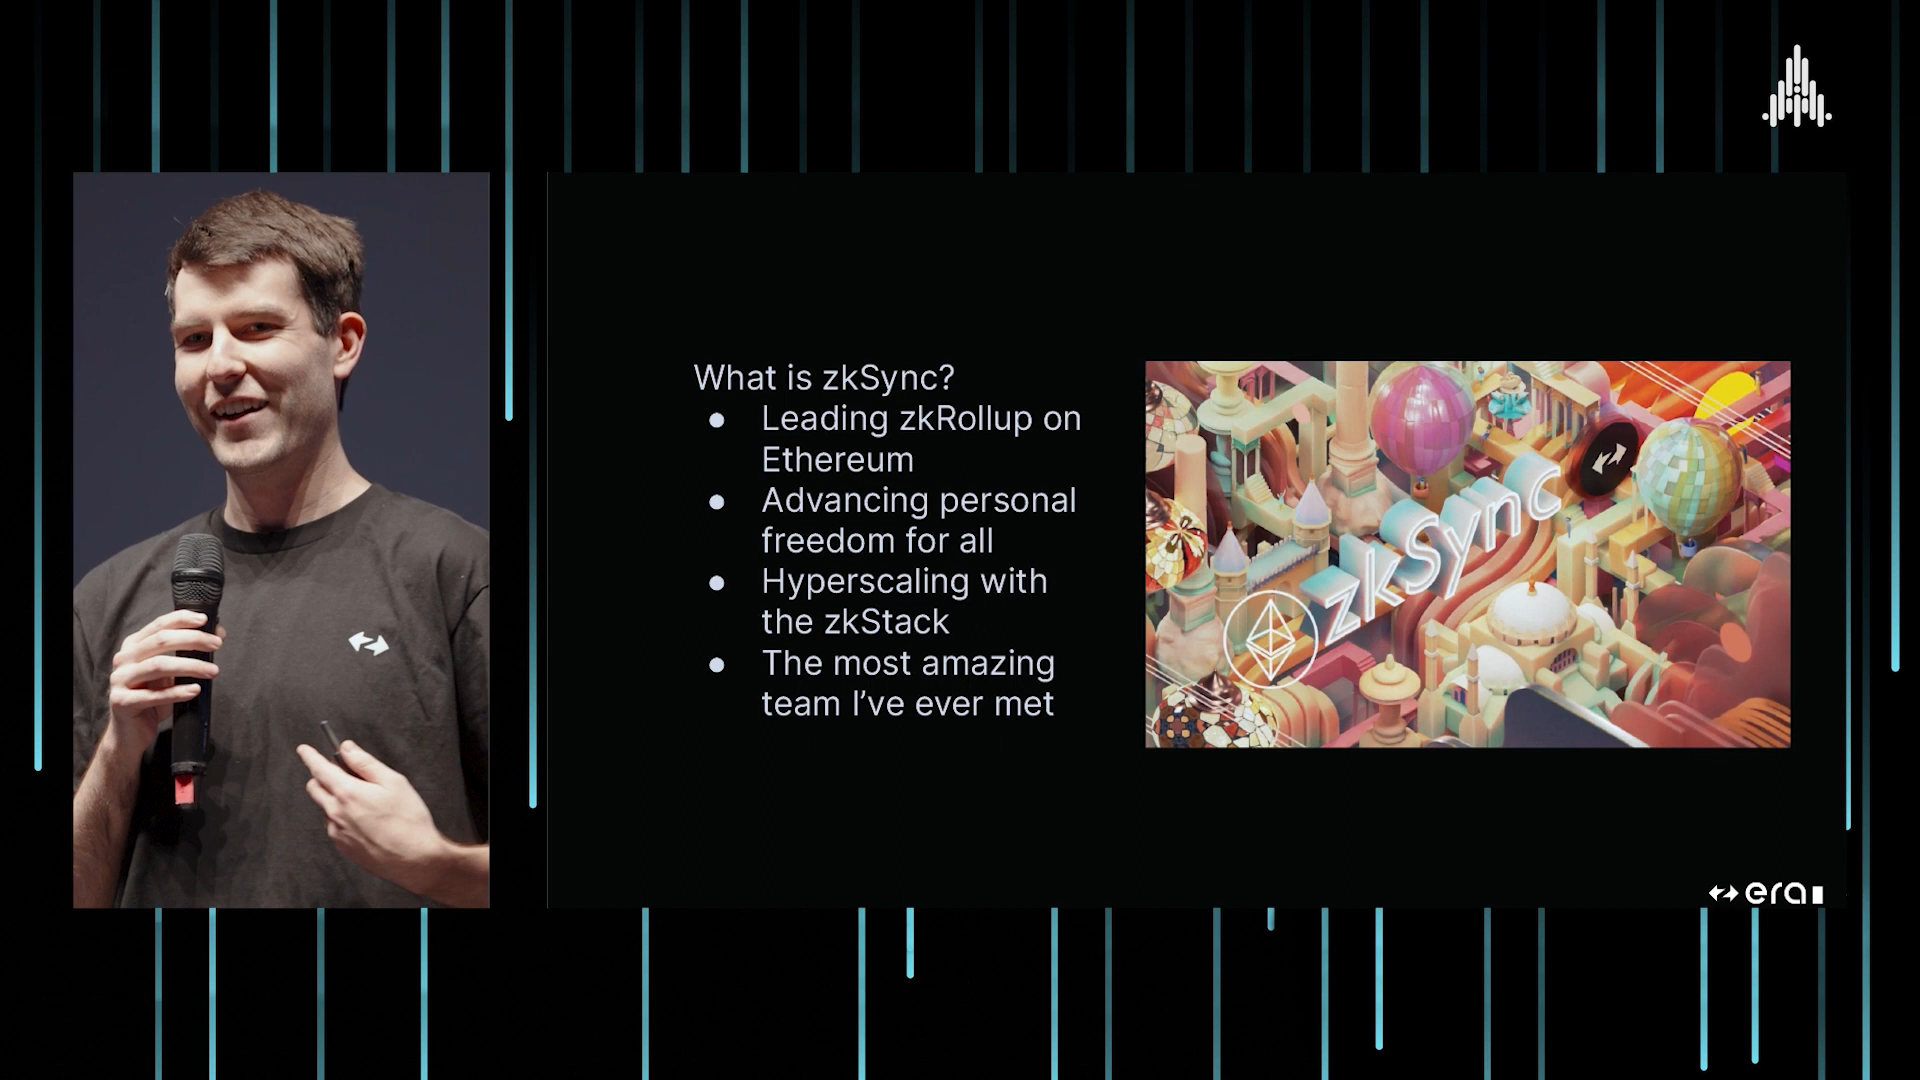 What is zkSync?
● Leading zkRollup on
Ethereum
● Advancing personal
freedom for all
● Hyperscaling with
the zkStack
● The most amazing
team I've ever met
zkSync
era